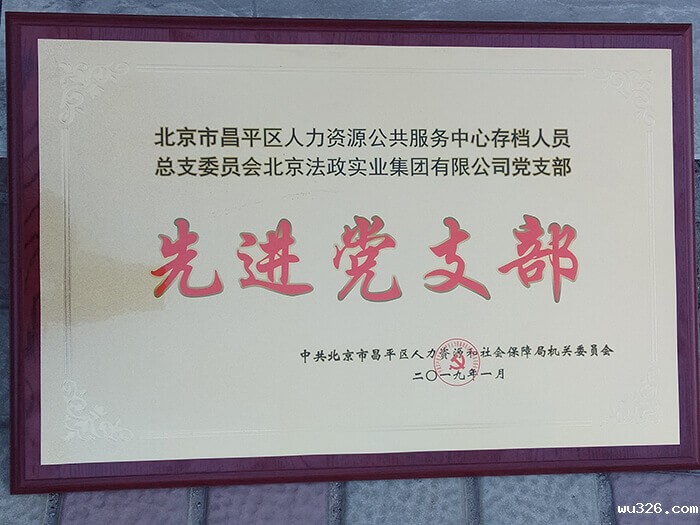 北京市昌平区人力资源公共服务中心存档人员
总支委员会北京法政实业集团有限公司党支部
先进党支部
中共北京市昌平区人力资源和社会保障局机关委员会
二〇一九年一月
wu326.com